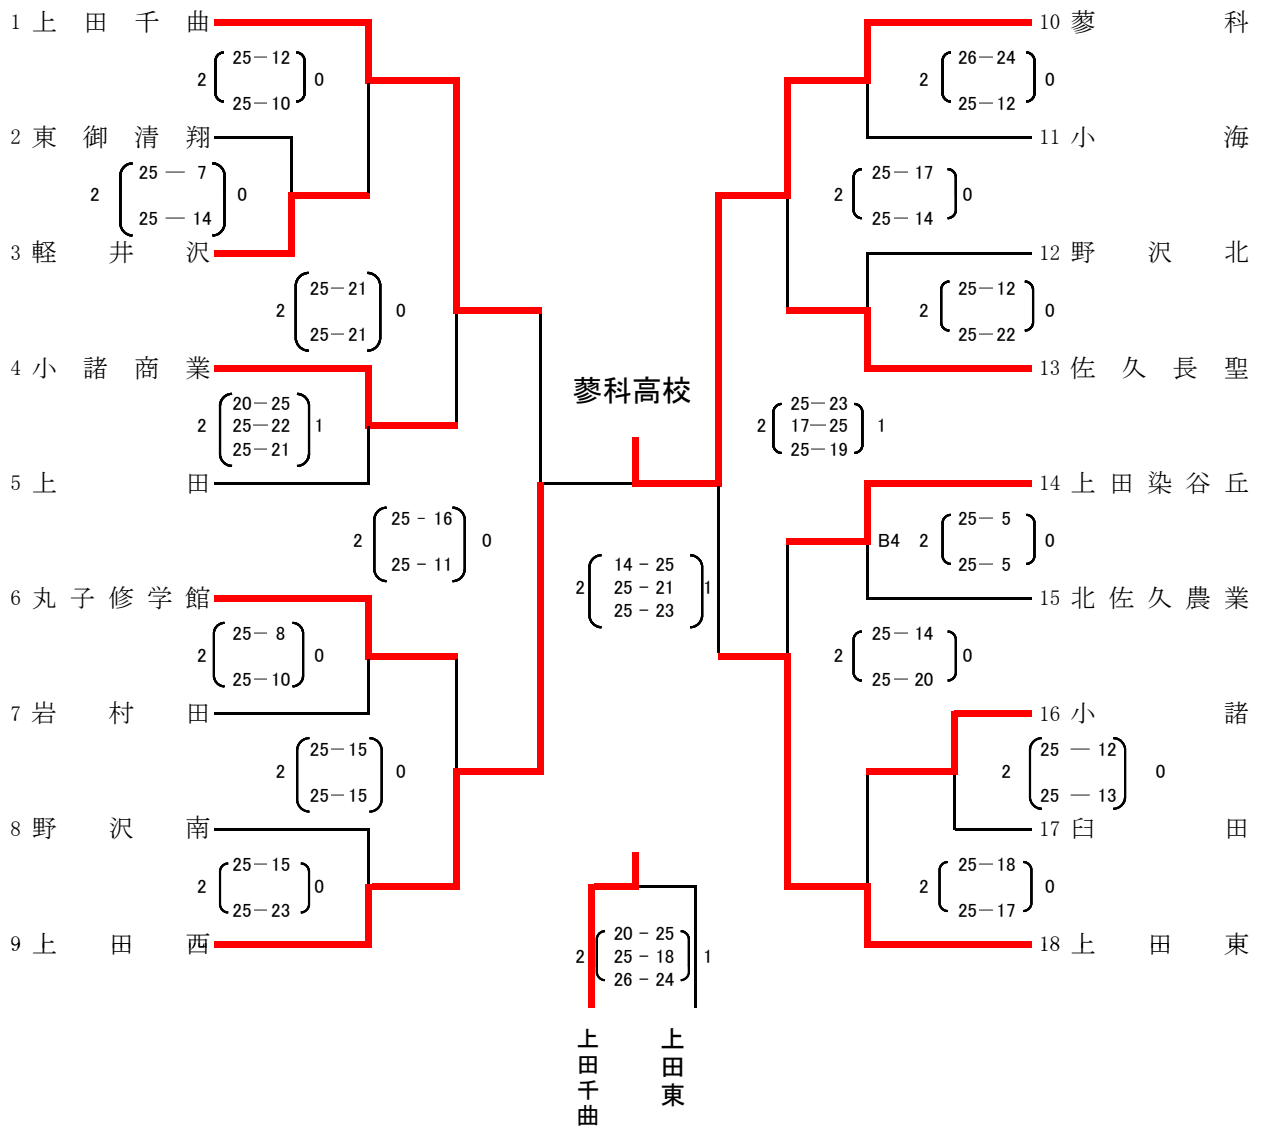 1 上田千曲
2 ( 25－12 ) 0
25－10
2 東御清翔
2 ( 25 － 7 ) 0
25 － 14
3 軽井沢
2 ( 25－21 ) 0
25－21
4 小諸商業
2 ( 20－25 ) 1
25－22
25－21
5 上田
2 ( 25 - 16 ) 0
25 - 11
6 丸子修学館
2 ( 25－ 8 ) 0
25－10
7 岩村田
2 ( 25－15 ) 0
25－15
8 野沢南
2 ( 25－15 ) 0
25－23
9 上田西
蓼科高校
2 ( 14 - 25 ) 1
25 - 21
25 - 23
2 ( 20 - 25 ) 1
25 - 18
26 - 24
上田千曲
上田東
10 蓼科
2 ( 26－24 ) 0
25－12
11 小海
2 ( 25－17 ) 0
25－14
12 野沢北
2 ( 25－12 ) 0
25－22
13 佐久長聖
2 ( 25－23 ) 1
17－25
25－19
14 上田染谷丘
B4 2 ( 25－ 5 ) 0
25－ 5
15 北佐久農業
2 ( 25－14 ) 0
25－20
16 小諸
2 ( 25 － 12 ) 0
25 － 13
17 臼田
2 ( 25－18 ) 0
25－17
18 上田東